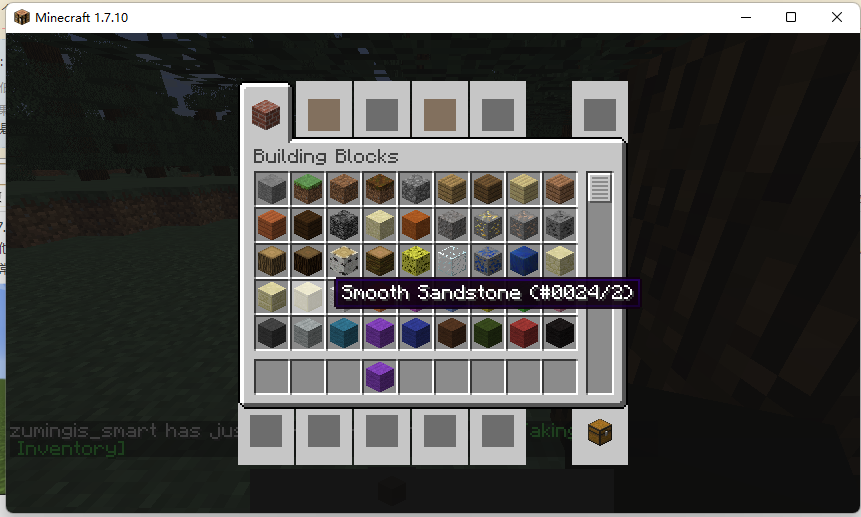 Minecraft 1.7.10
Building Blocks
Smooth Sandstone (#0024/2)
zumingis_smart has jus
aking
Inventory]